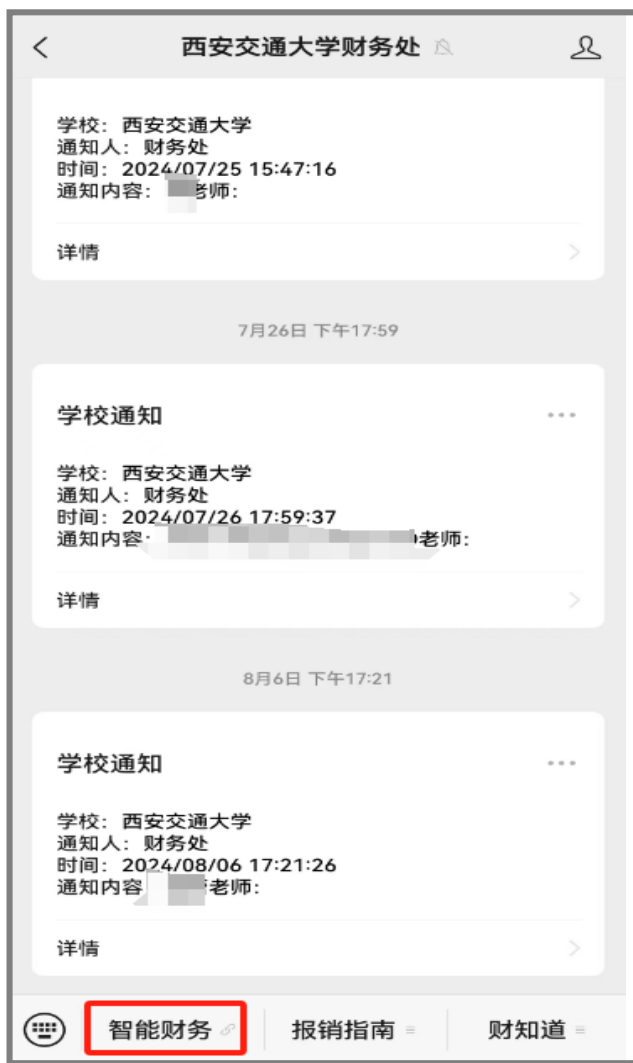 西安交通大学财务处
学校：西安交通大学
通知人：财务处
时间：2024/07/25 15:47:16
通知内容： 老师：
详情
7月26日 下午17:59
学校通知
学校：西安交通大学
通知人：财务处
时间：2024/07/26 17:59:37
通知内容： 老师：
详情
8月6日 下午17:21
学校通知
学校：西安交通大学
通知人：财务处
时间：2024/08/06 17:21:26
通知内容 老师：
详情
智能财务 报销指南 财知道